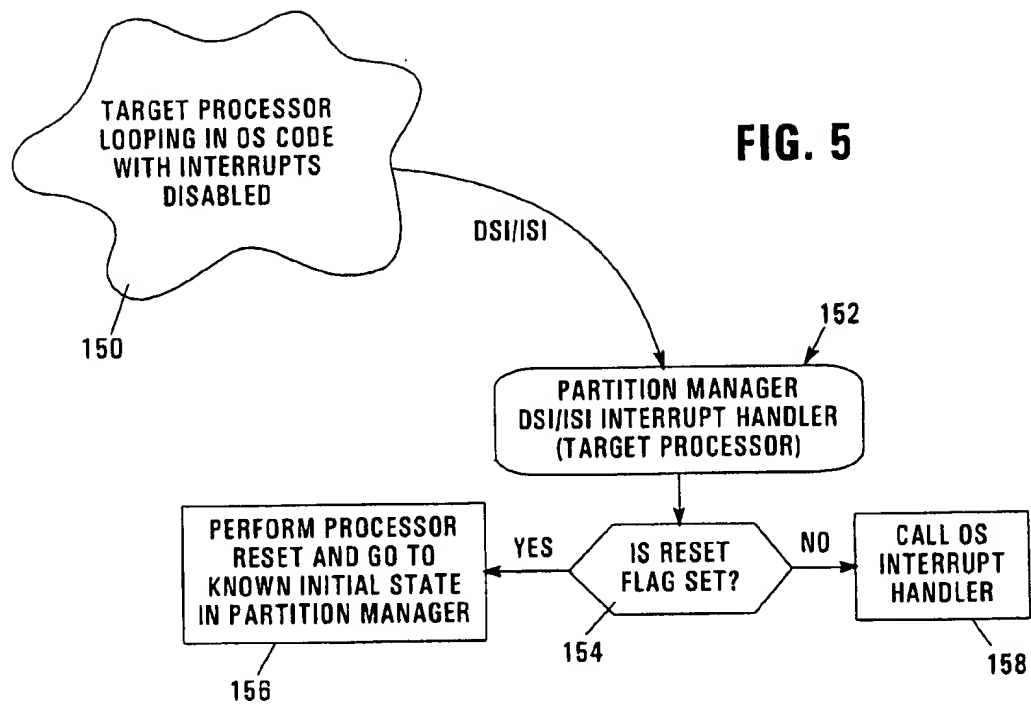 TARGET PROCESSOR
LOOPING IN OS CODE
WITH INTERRUPTS
DISABLED
FIG. 5
DSI/ISI
150
152
PARTITION MANAGER
DSI/ISI INTERRUPT HANDLER
(TARGET PROCESSOR)
PERFORM PROCESSOR
RESET AND GO TO
KNOWN INITIAL STATE
IN PARTITION MANAGER
YES
IS RESET
FLAG SET?
NO
CALL OS
INTERRUPT
HANDLER
154
156
158